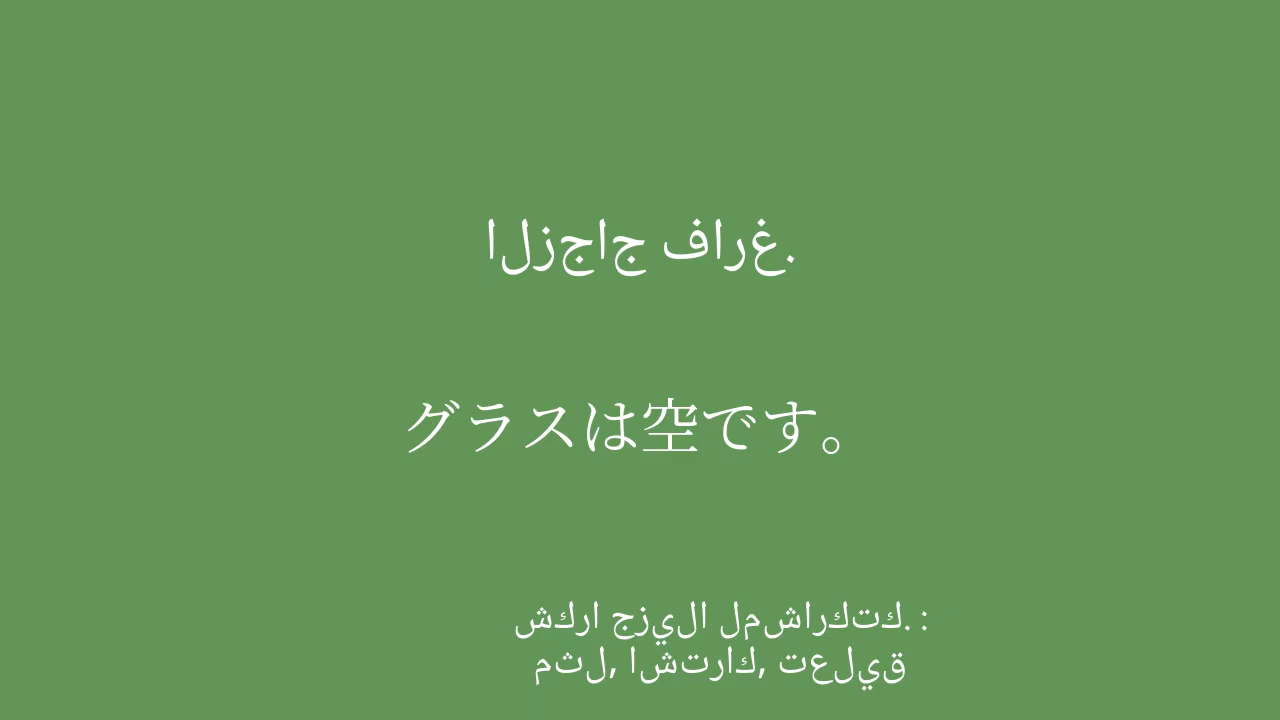 الزجاج فارغ.
グラスは空です。
شكرا جزيلا لمشاركتك. :
مثل, اشتراك, تعليق